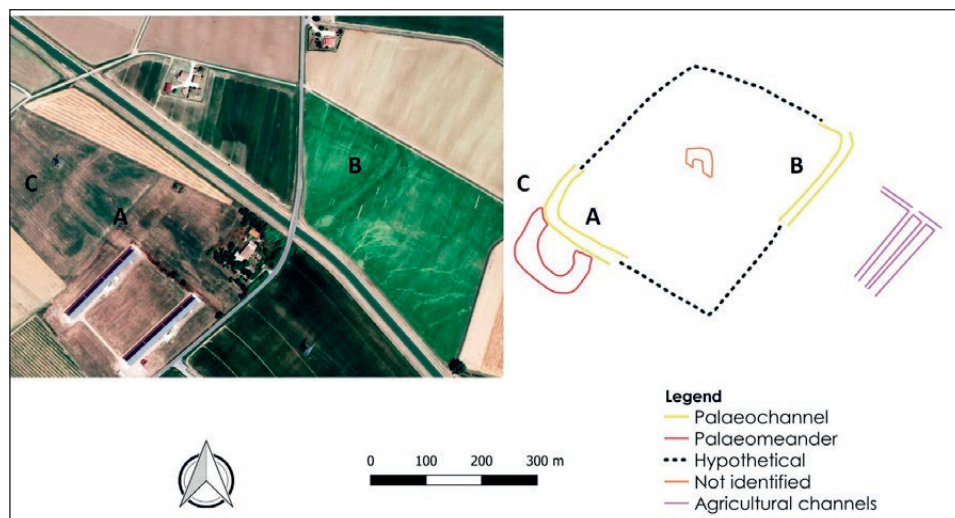 B
C
A
B
C
A
Legend
Palaeochannel
Palaeomeander
Hypothetical
Not identified
Agricultural channels
0 100 200 300 m